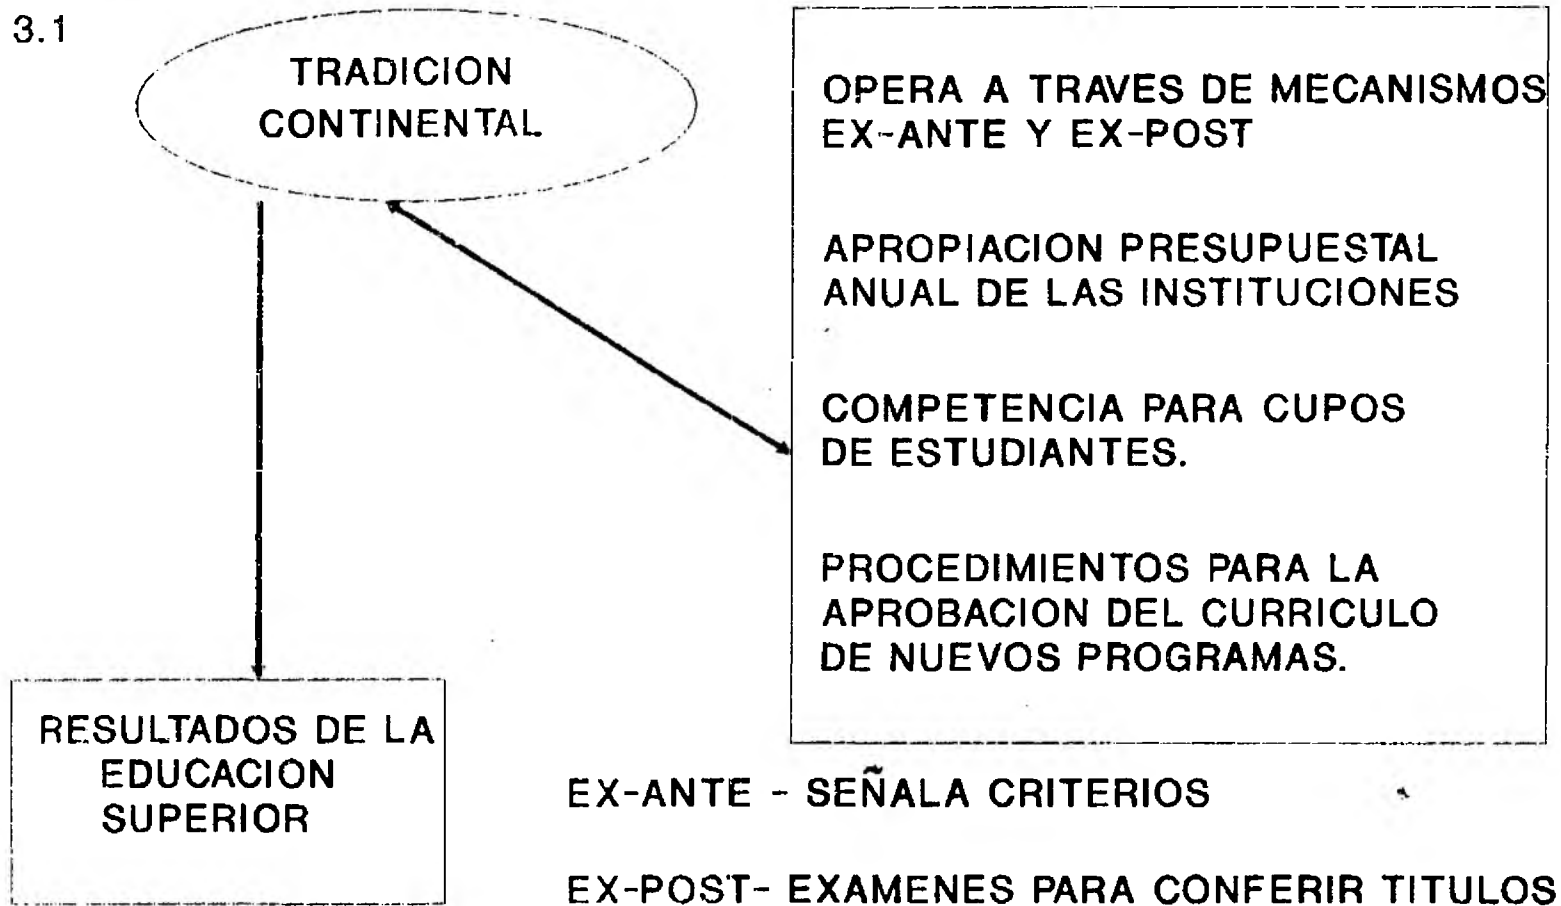 3.1
TRADICION
CONTINENTAL
OPERA A TRAVES DE MECANISMOS
EX-ANTE Y EX-POST
APROPIACION PRESUPUESTAL
ANUAL DE LAS INSTITUCIONES
COMPETENCIA PARA CUPOS
DE ESTUDIANTES.
PROCEDIMIENTOS PARA LA
APROBACION DEL CURRICULO
DE NUEVOS PROGRAMAS.
RESULTADOS DE LA
EDUCACION
SUPERIOR
EX-ANTE - SEÑALA CRITERIOS
EX-POST- EXAMENES PARA CONFERIR TITULOS